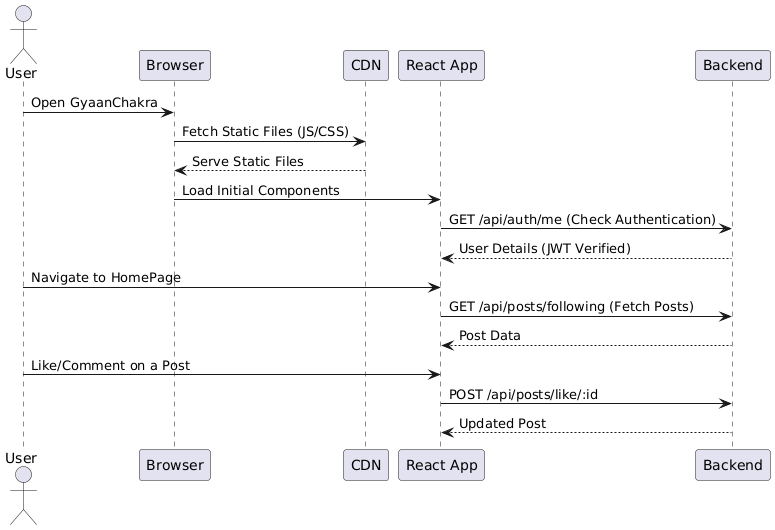 User
Browser
CDN
React App
Backend
Open GyaanChakra
Fetch Static Files (JS/CSS)
Serve Static Files
Load Initial Components
GET /api/auth/me (Check Authentication)
User Details (JWT Verified)
Navigate to HomePage
GET /api/posts/following (Fetch Posts)
Post Data
Like/Comment on a Post
POST /api/posts/like/:id
Updated Post
User
Browser
CDN
React App
Backend